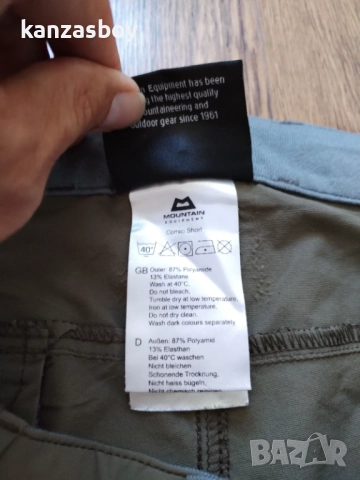 kanzasboy
Equipment has been
the highest quality
mountaineering and
outdoor gear since 1961
MOUNTAIN
EQUIPMENT
Short
40°
GB Outer: 87% Polyamide
13% Elastane
Wash at 40°C.
Do not bleach.
Tumble dry at low temperature.
Iron at low temperature.
Do not dry clean.
Wash dark colours separately
D Außen: 87% Polyamid
13% Elasthan
Bei 40°C waschen
Nicht bleichen
Schonende Trocknung,
Nicht heiss bügeln,
Nicht chemisch reinigen
BAZAR